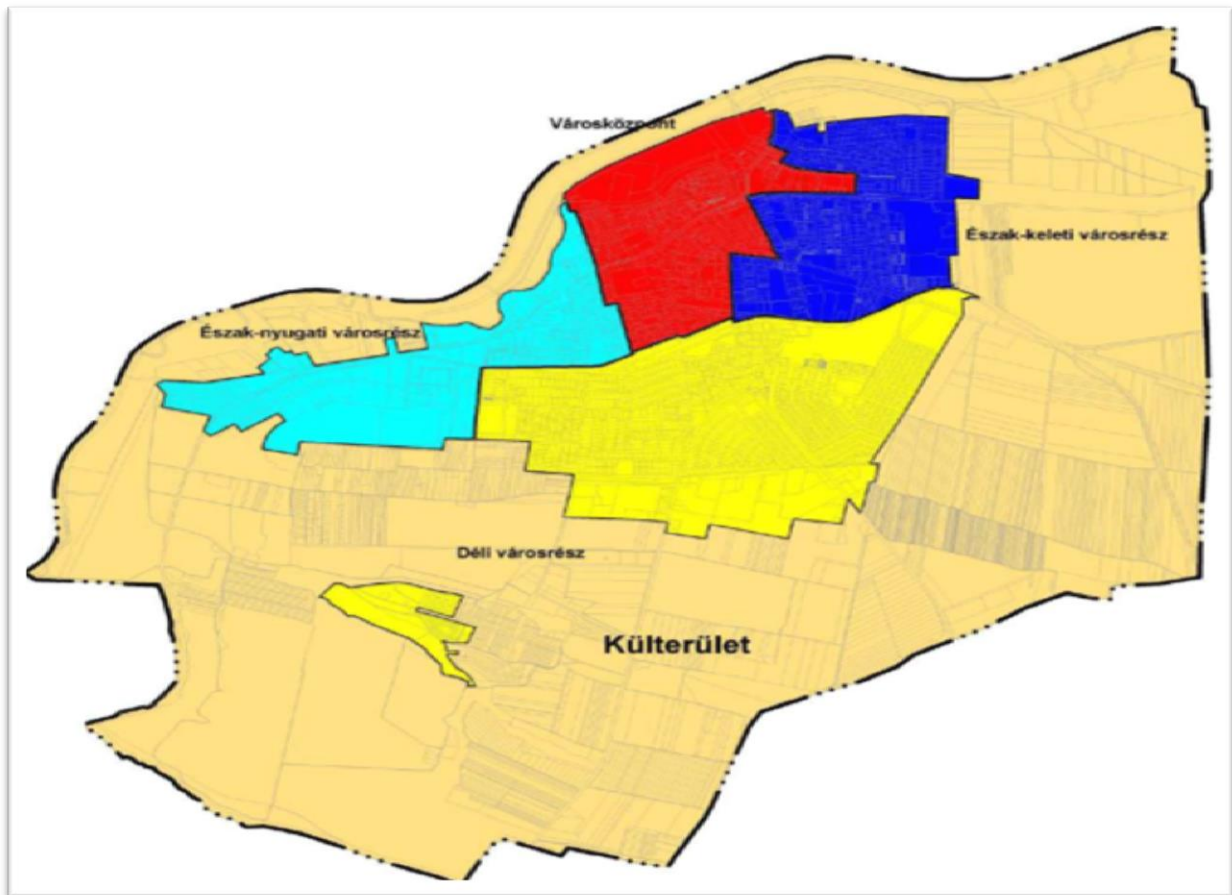 Városközpont
Észak-keleti városrész
Észak-nyugati városrész
Déli városrész
Külterület